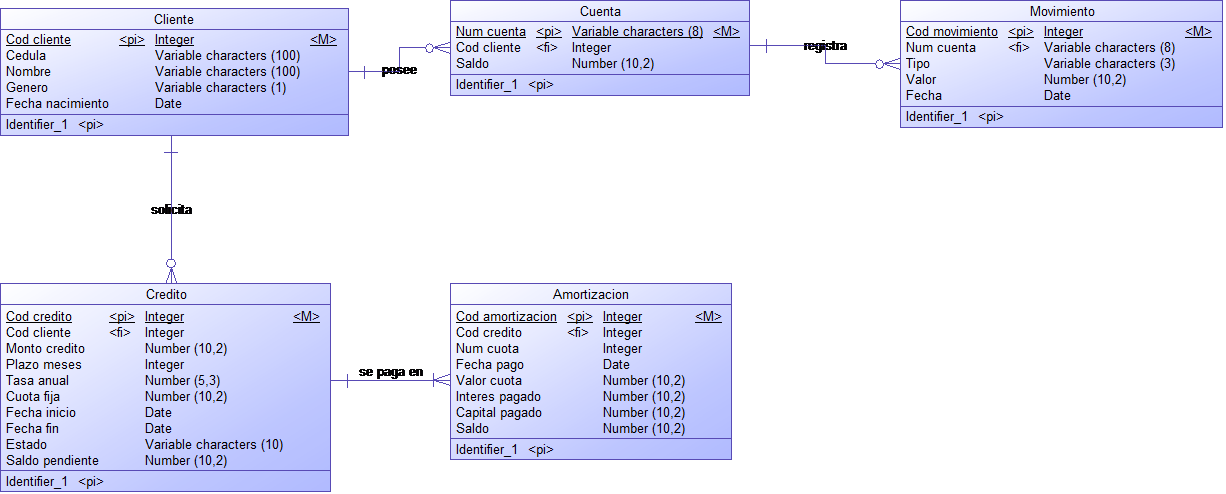 Cliente
Cod cliente <pi> Integer <M>
Cedula Variable characters (100)
Nombre Variable characters (100)
Genero Variable characters (1)
Fecha nacimiento Date
Identifier_1 <pi>
posee
Cuenta
Num cuenta <pi> Variable characters (8) <M>
Cod cliente <fi> Integer
Saldo Number (10,2)
Identifier_1 <pi>
registra
Movimiento
Cod movimiento <pi> Integer <M>
Num cuenta <fi> Variable characters (8)
Tipo Variable characters (3)
Valor Number (10,2)
Fecha Date
Identifier_1 <pi>
solicita
Credito
Cod credito <pi> Integer <M>
Cod cliente <fi> Integer
Monto credito Number (10,2)
Plazo meses Integer
Tasa anual Number (5,3)
Cuota fija Number (10,2)
Fecha inicio Date
Fecha fin Date
Estado Variable characters (10)
Saldo pendiente Number (10,2)
Identifier_1 <pi>
se paga en
Amortizacion
Cod amortizacion <pi> Integer <M>
Cod credito <fi> Integer
Num cuota Integer
Fecha pago Date
Valor cuota Number (10,2)
Interes pagado Number (10,2)
Capital pagado Number (10,2)
Saldo Number (10,2)
Identifier_1 <pi>